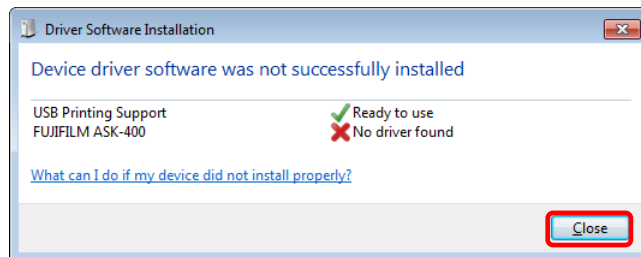 Driver Software Installation
Device driver software was not successfully installed
USB Printing Support Ready to use
FUJIFILM ASK-400 No driver found
What can I do if my device did not install properly?
Close